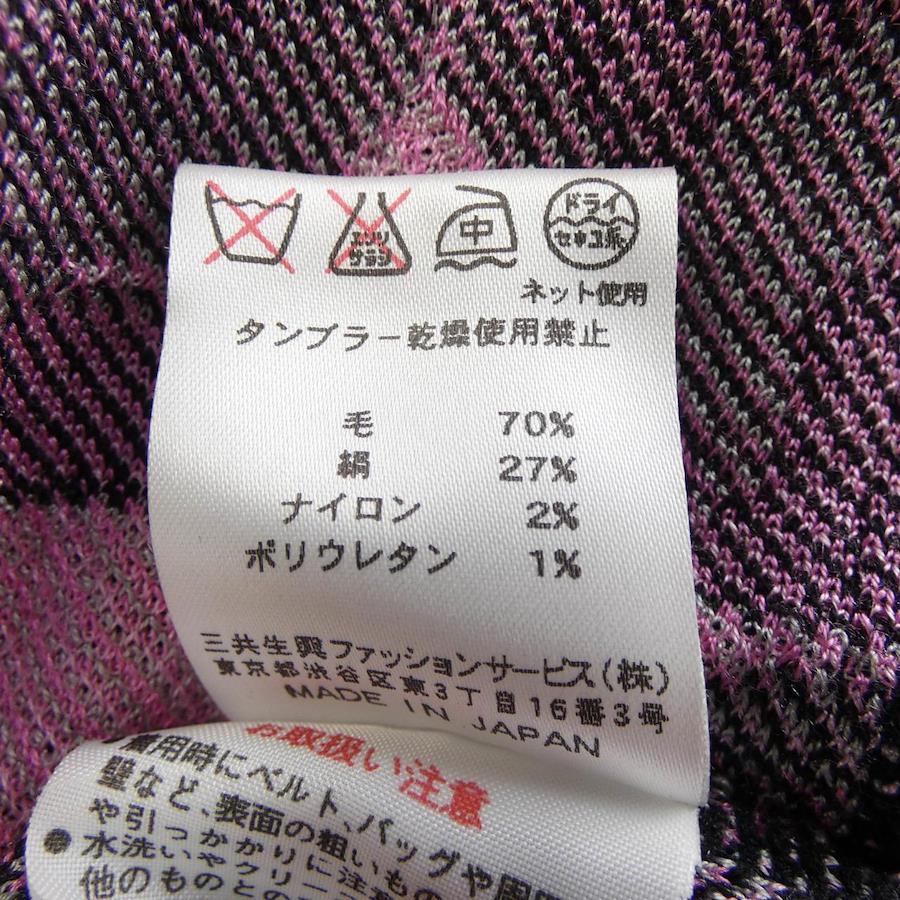 エンソ
サラシ
中
ドライ
セキユ系
ネット使用
タンブラー乾燥使用禁止
毛 70%
絹 27%
ナイロン 2%
ポリウレタン 1%
三共生興ファッションサービス(株)
東京都渋谷区東3丁目16番3号
MADE IN JAPAN
お取扱い注意
着用時にベルト、バッグや周囲
壁など、表面の粗いもの
や引っかかりに注意
●水洗いやクリー
他のものとの